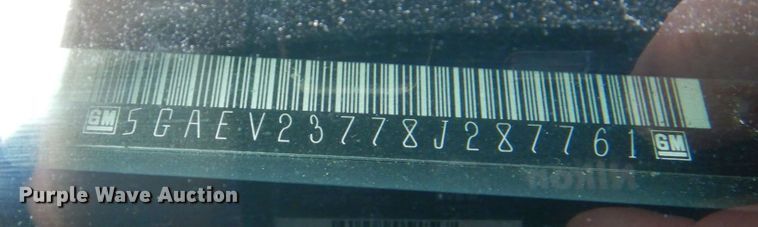 GM 5GAEV23778J287761 GM
Purple Wave Auction